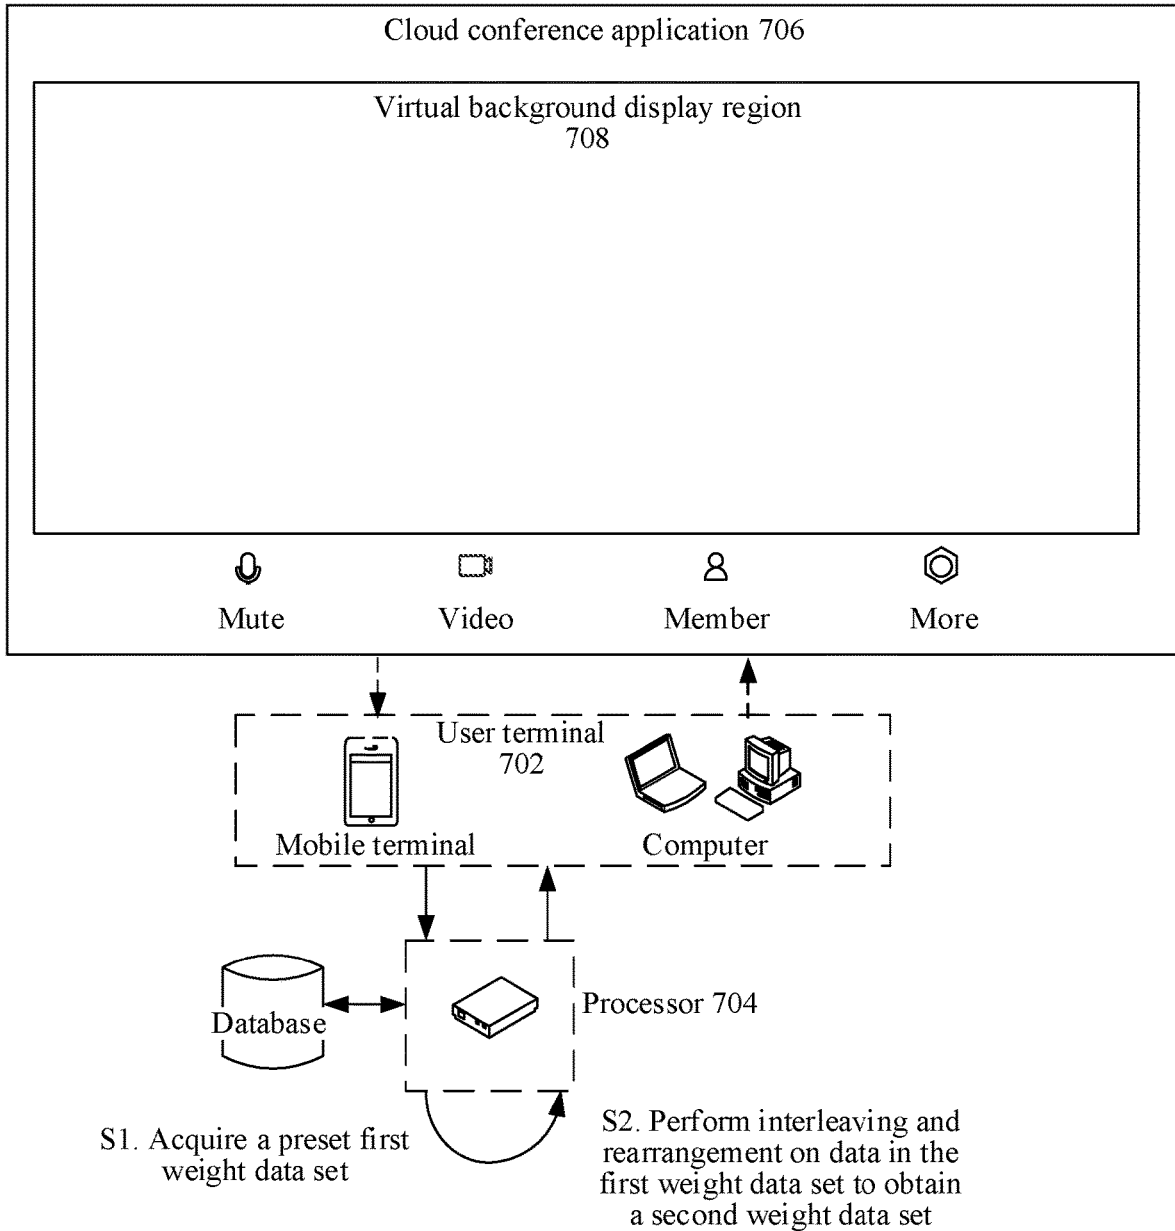 Cloud conference application 706
Virtual background display region
708
Mute
Video
Member
More
User terminal
702
Mobile terminal
Computer
Database
Processor 704
S1. Acquire a preset first
weight data set
S2. Perform interleaving and
rearrangement on data in the
first weight data set to obtain
a second weight data set